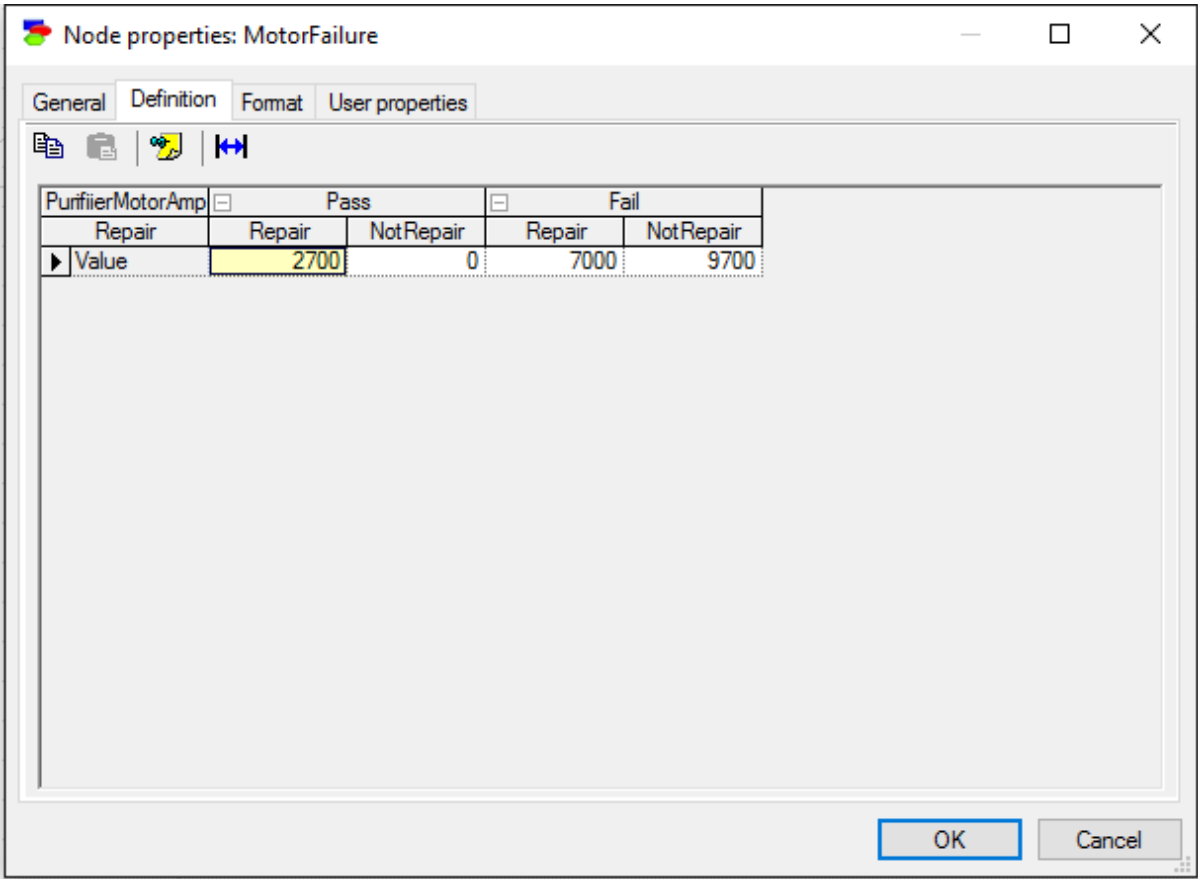 Node properties: MotorFailure
General Definition Format User properties
PurifiierMotorAmp Pass Fail
Repair Repair NotRepair Repair NotRepair
Value 2700 0 7000 9700
OK Cancel